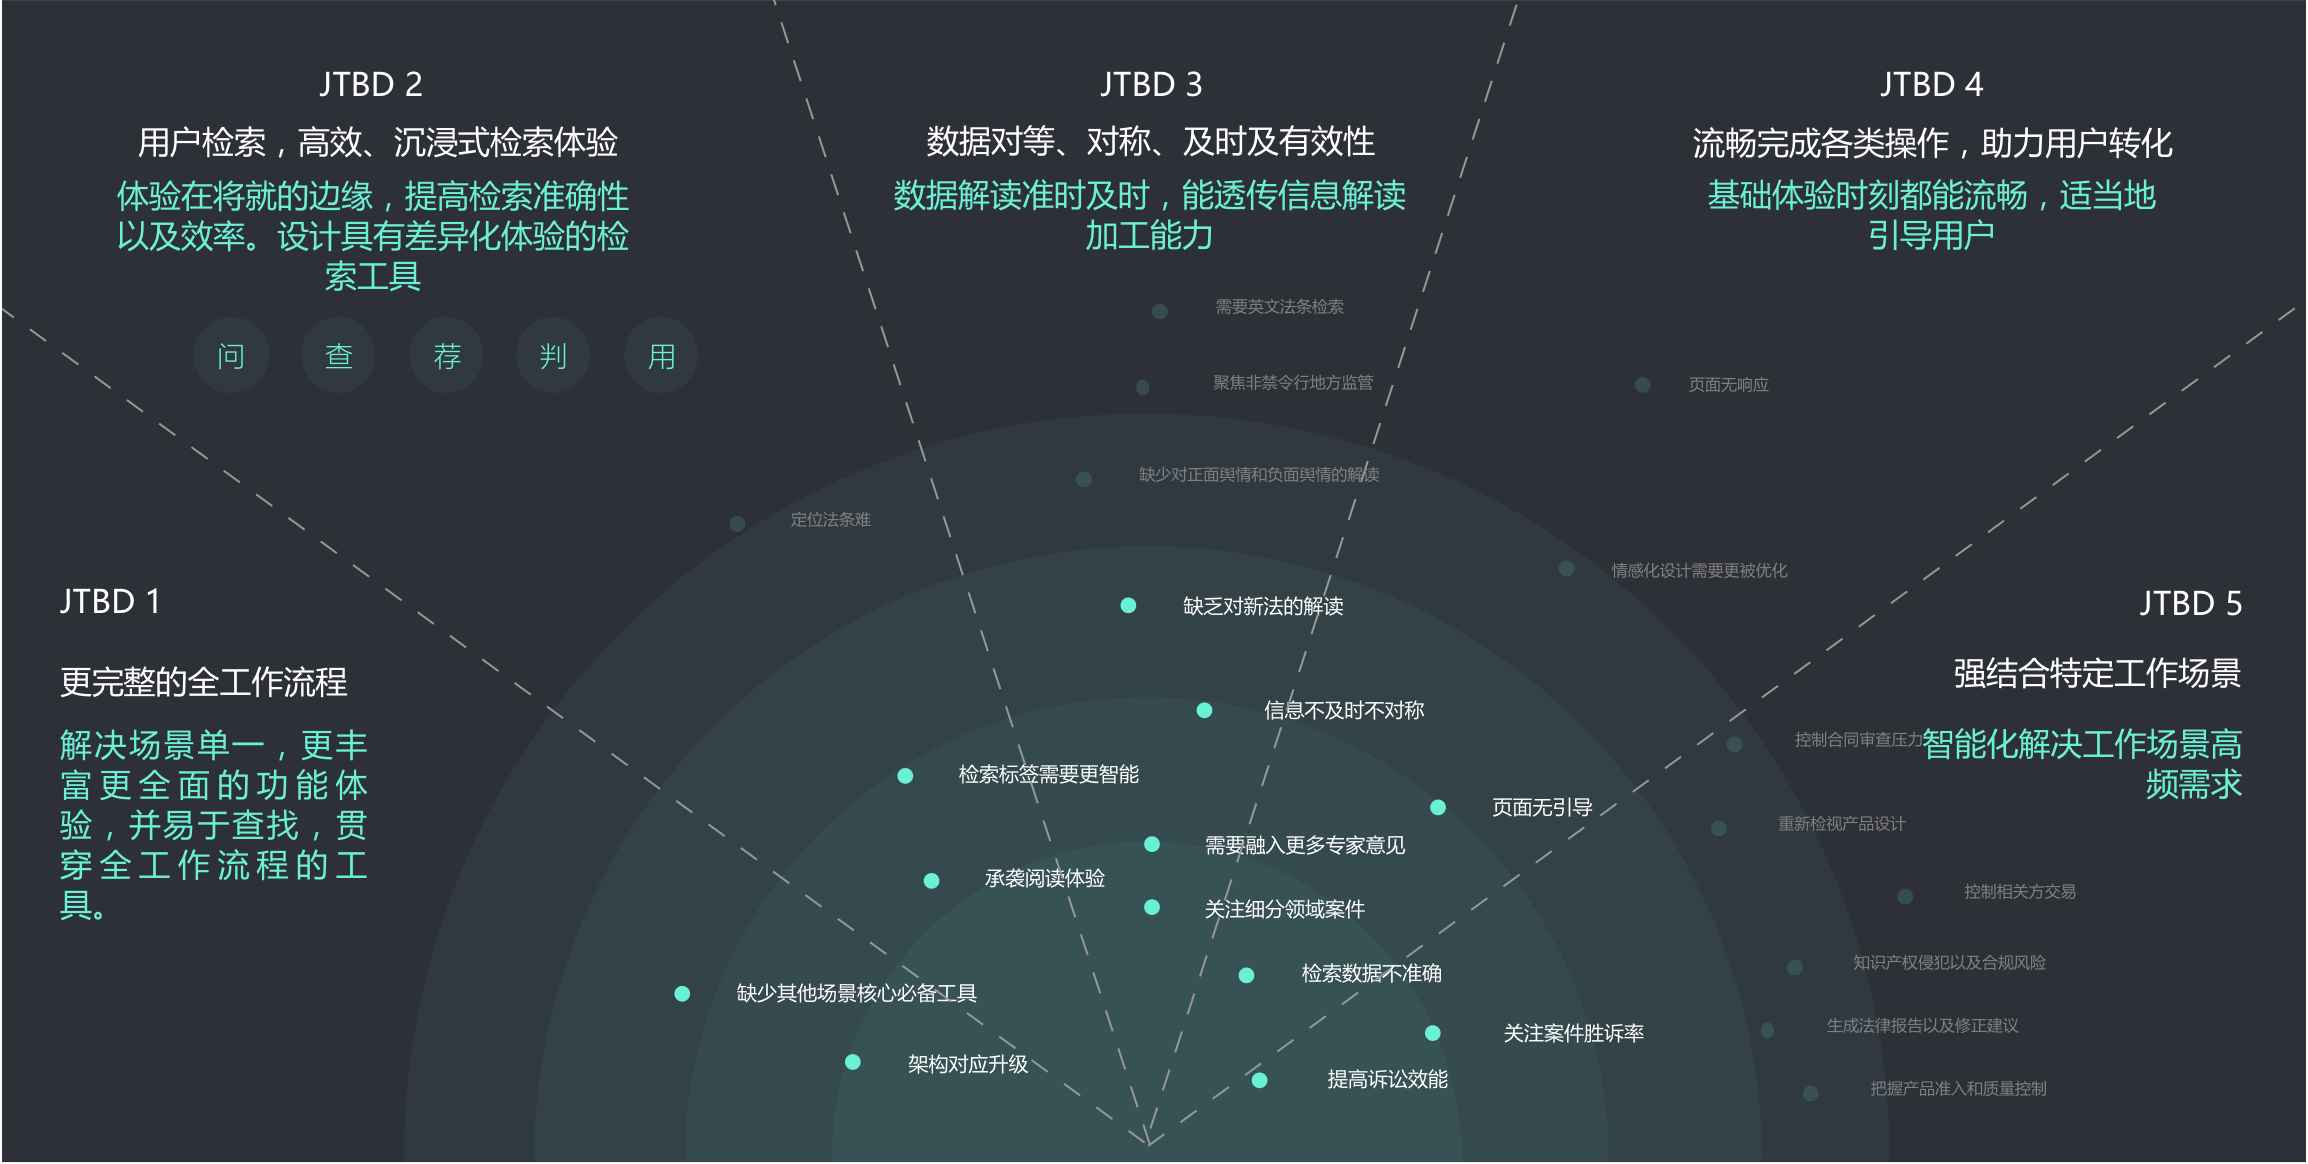 JTBD 2
用户检索，高效、沉浸式检索体验
体验在将就的边缘，提高检索准确性
以及效率。设计具有差异化体验的检
索工具
问 查 荐 判 用
JTBD 3
数据对等、对称、及时及有效性
数据解读准时及时，能透传信息解读
加工能力
JTBD 4
流畅完成各类操作，助力用户转化
基础体验时刻都能流畅，适当地
引导用户
需要英文法条检索
聚焦非禁令行地方监管
页面无响应
缺少对正面舆情和负面舆情的解读
定位法条难
情感化设计需要更被优化
JTBD 1
更完整的全工作流程
解决场景单一，更丰
富更全面的功能体
验，并易于查找，贯
穿全工作流程的工
具。
JTBD 5
强结合特定工作场景
智能化解决工作场景高
频需求
缺乏对新法的解读
信息不及时不对称
控制合同审查压力
检索标签需要更智能
页面无引导
重新检视产品设计
需要融入更多专家意见
承袭阅读体验
控制相关方交易
关注细分领域案件
知识产权侵犯以及合规风险
检索数据不准确
缺少其他场景核心必备工具
生成法律报告以及修正建议
关注案件胜诉率
架构对应升级
提高诉讼效能
把握产品准入和质量控制